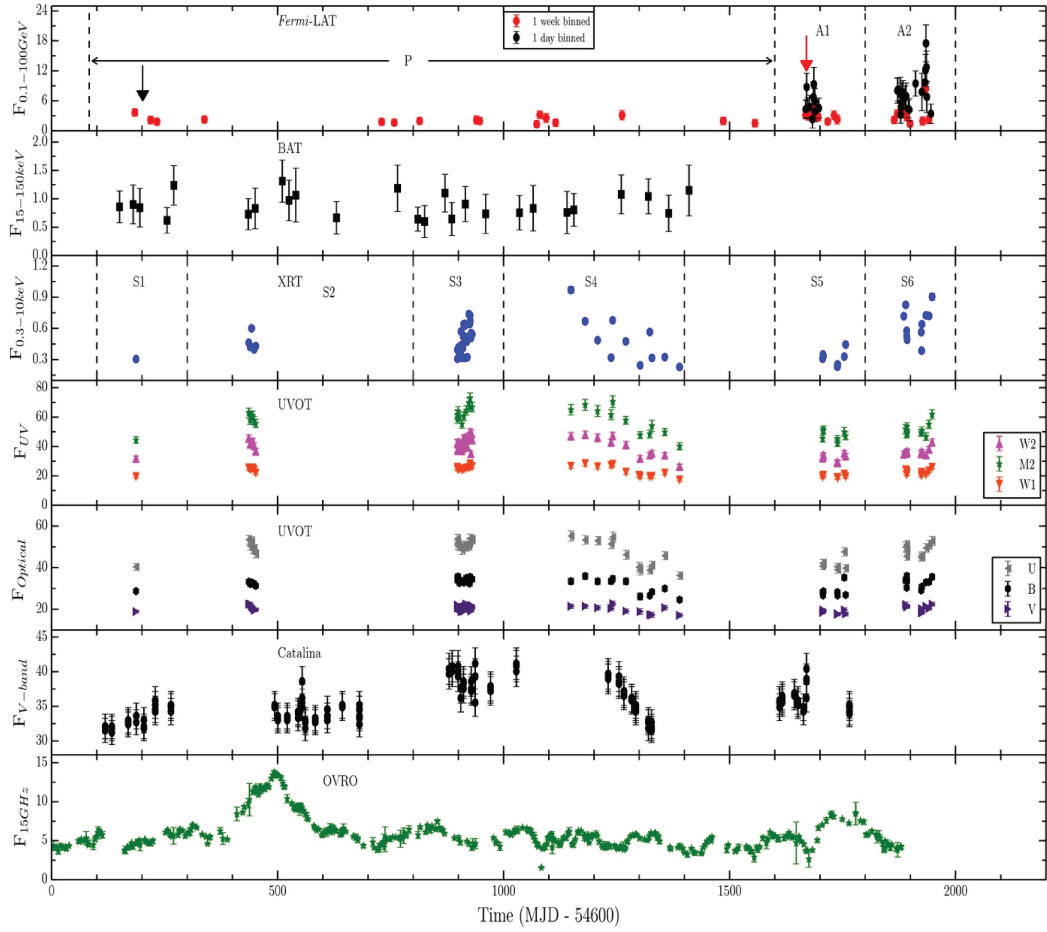 Fermi-LAT
1 week binned
1 day binned
A1
A2
P
F0.1−100GeV
24
18
12
6
0
BAT
F15−150keV
2.0
1.5
1.0
0.5
0.0
S1
XRT
S2
S3
S4
S5
S6
F0.3−10keV
1.2
0.9
0.6
0.3
UVOT
FUV
80
60
40
20
0
W2
M2
W1
UVOT
FOptical
60
40
20
U
B
V
Catalina
FV−band
45
40
35
30
OVRO
F15GHz
15
10
5
0
0
500
1000
1500
2000
Time (MJD - 54600)